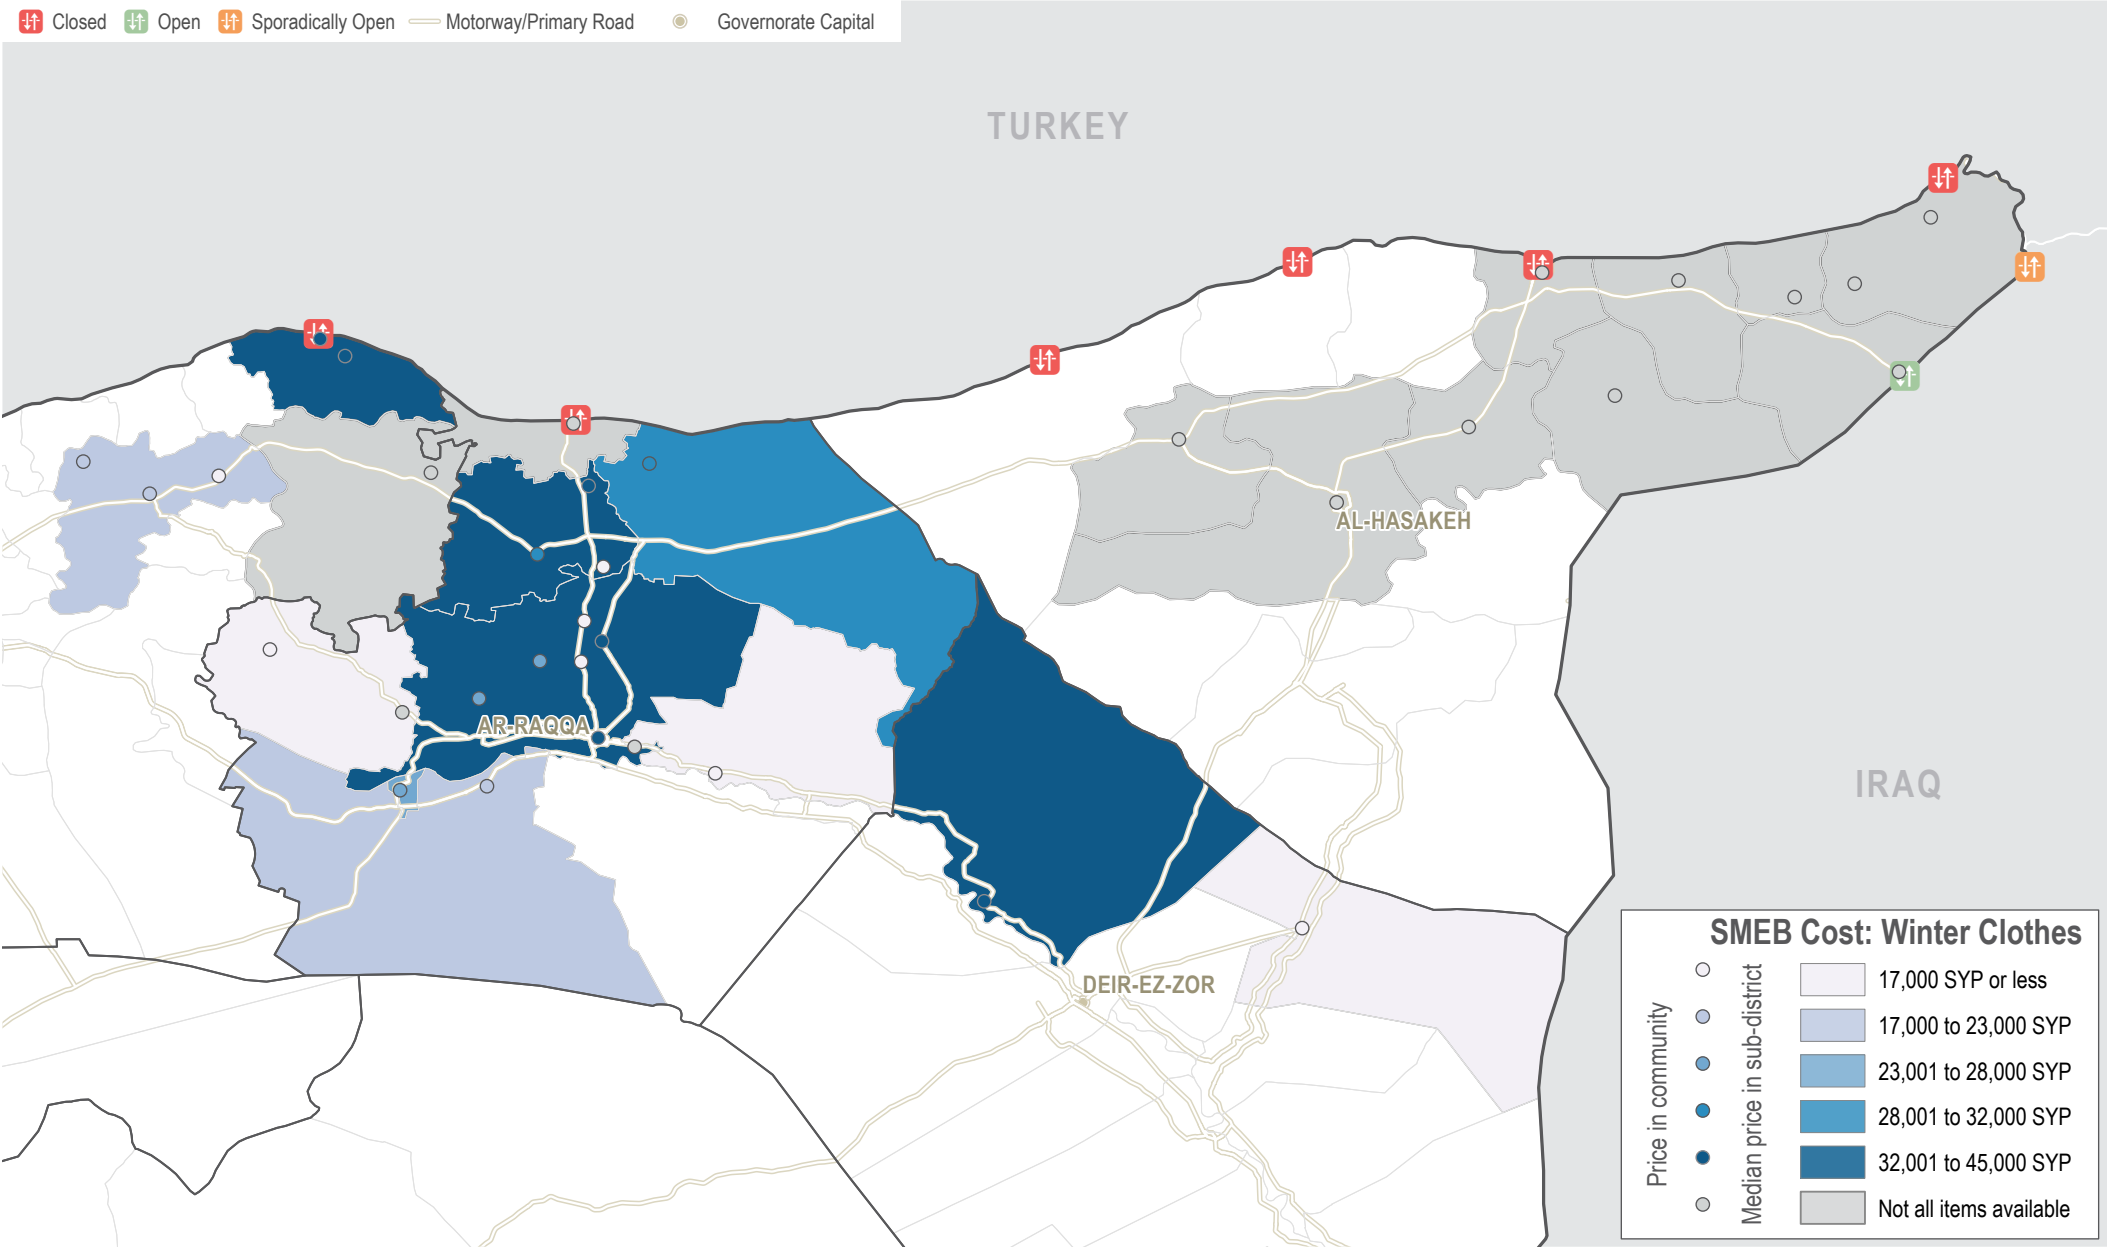 Closed
Open
Sporadically Open
Motorway/Primary Road
Governorate Capital
TURKEY
AL-HASAKEH
AR-RAQQA
IRAQ
DEIR-EZ-ZOR
SMEB Cost: Winter Clothes
Price in community
Median price in sub-district
17,000 SYP or less
17,000 to 23,000 SYP
23,001 to 28,000 SYP
28,001 to 32,000 SYP
32,001 to 45,000 SYP
Not all items available